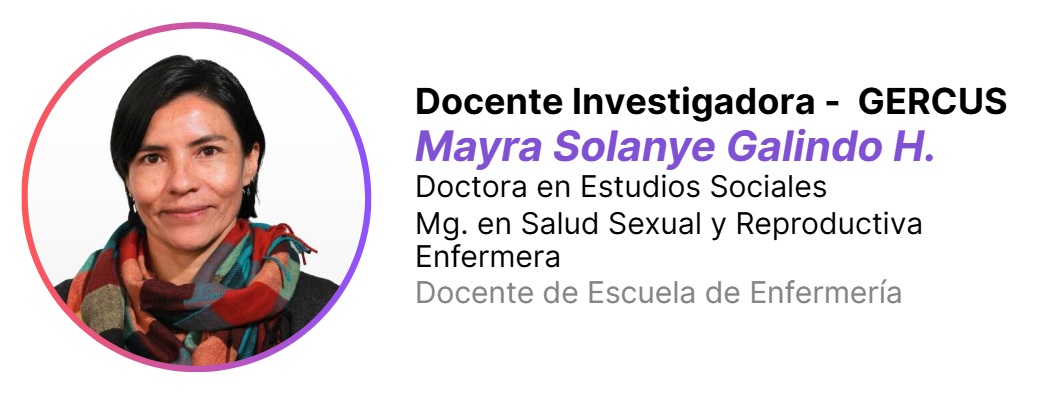 Docente Investigadora - GERCUS
Mayra Solanye Galindo H.
Doctora en Estudios Sociales
Mg. en Salud Sexual y Reproductiva
Enfermera
Docente de Escuela de Enfermería